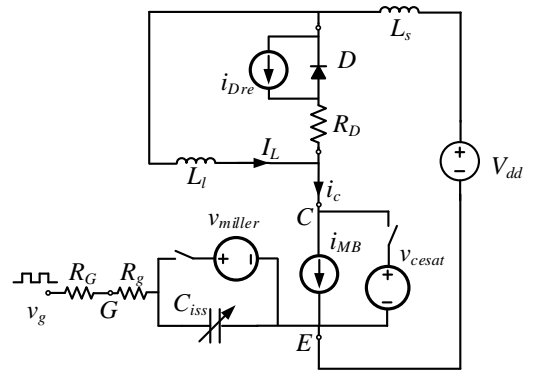 L_s
D
i_Dre
R_D
V_dd
I_L
L_l
i_c
C
v_miller
i_MB
v_cesat
R_G
R_g
C_iss
v_g
G
E